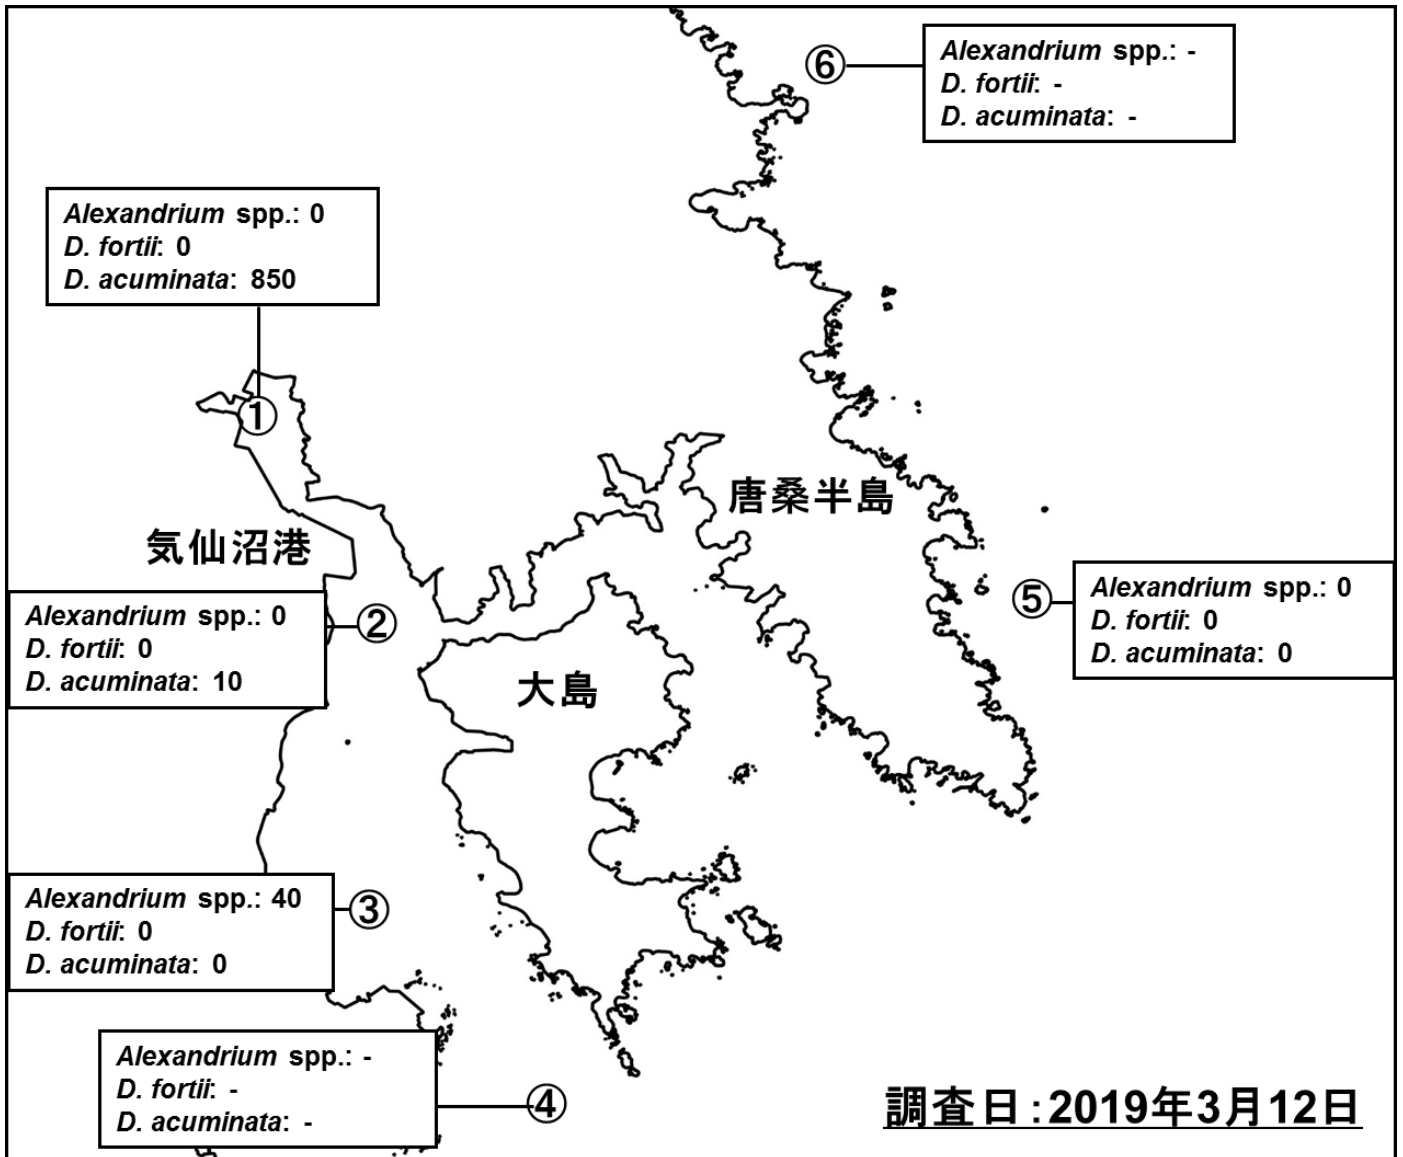 ⑥
Alexandrium spp.: -
D. fortii: -
D. acuminata: -
Alexandrium spp.: 0
D. fortii: 0
D. acuminata: 850
①
唐桑半島
気仙沼港
Alexandrium spp.: 0
D. fortii: 0
D. acuminata: 10
②
⑤
Alexandrium spp.: 0
D. fortii: 0
D. acuminata: 0
大島
Alexandrium spp.: 40
D. fortii: 0
D. acuminata: 0
③
Alexandrium spp.: -
D. fortii: -
D. acuminata: -
④
調査日:2019年3月12日